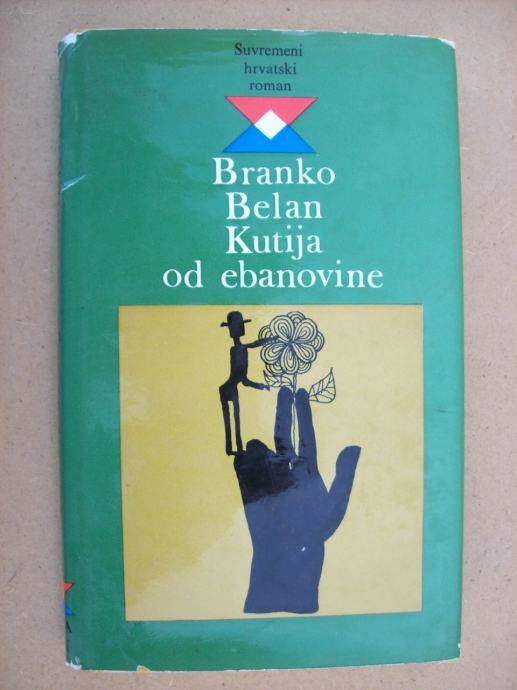 Suvremeni
hrvatski
roman
Branko
Belan
Kutija
od ebanovine